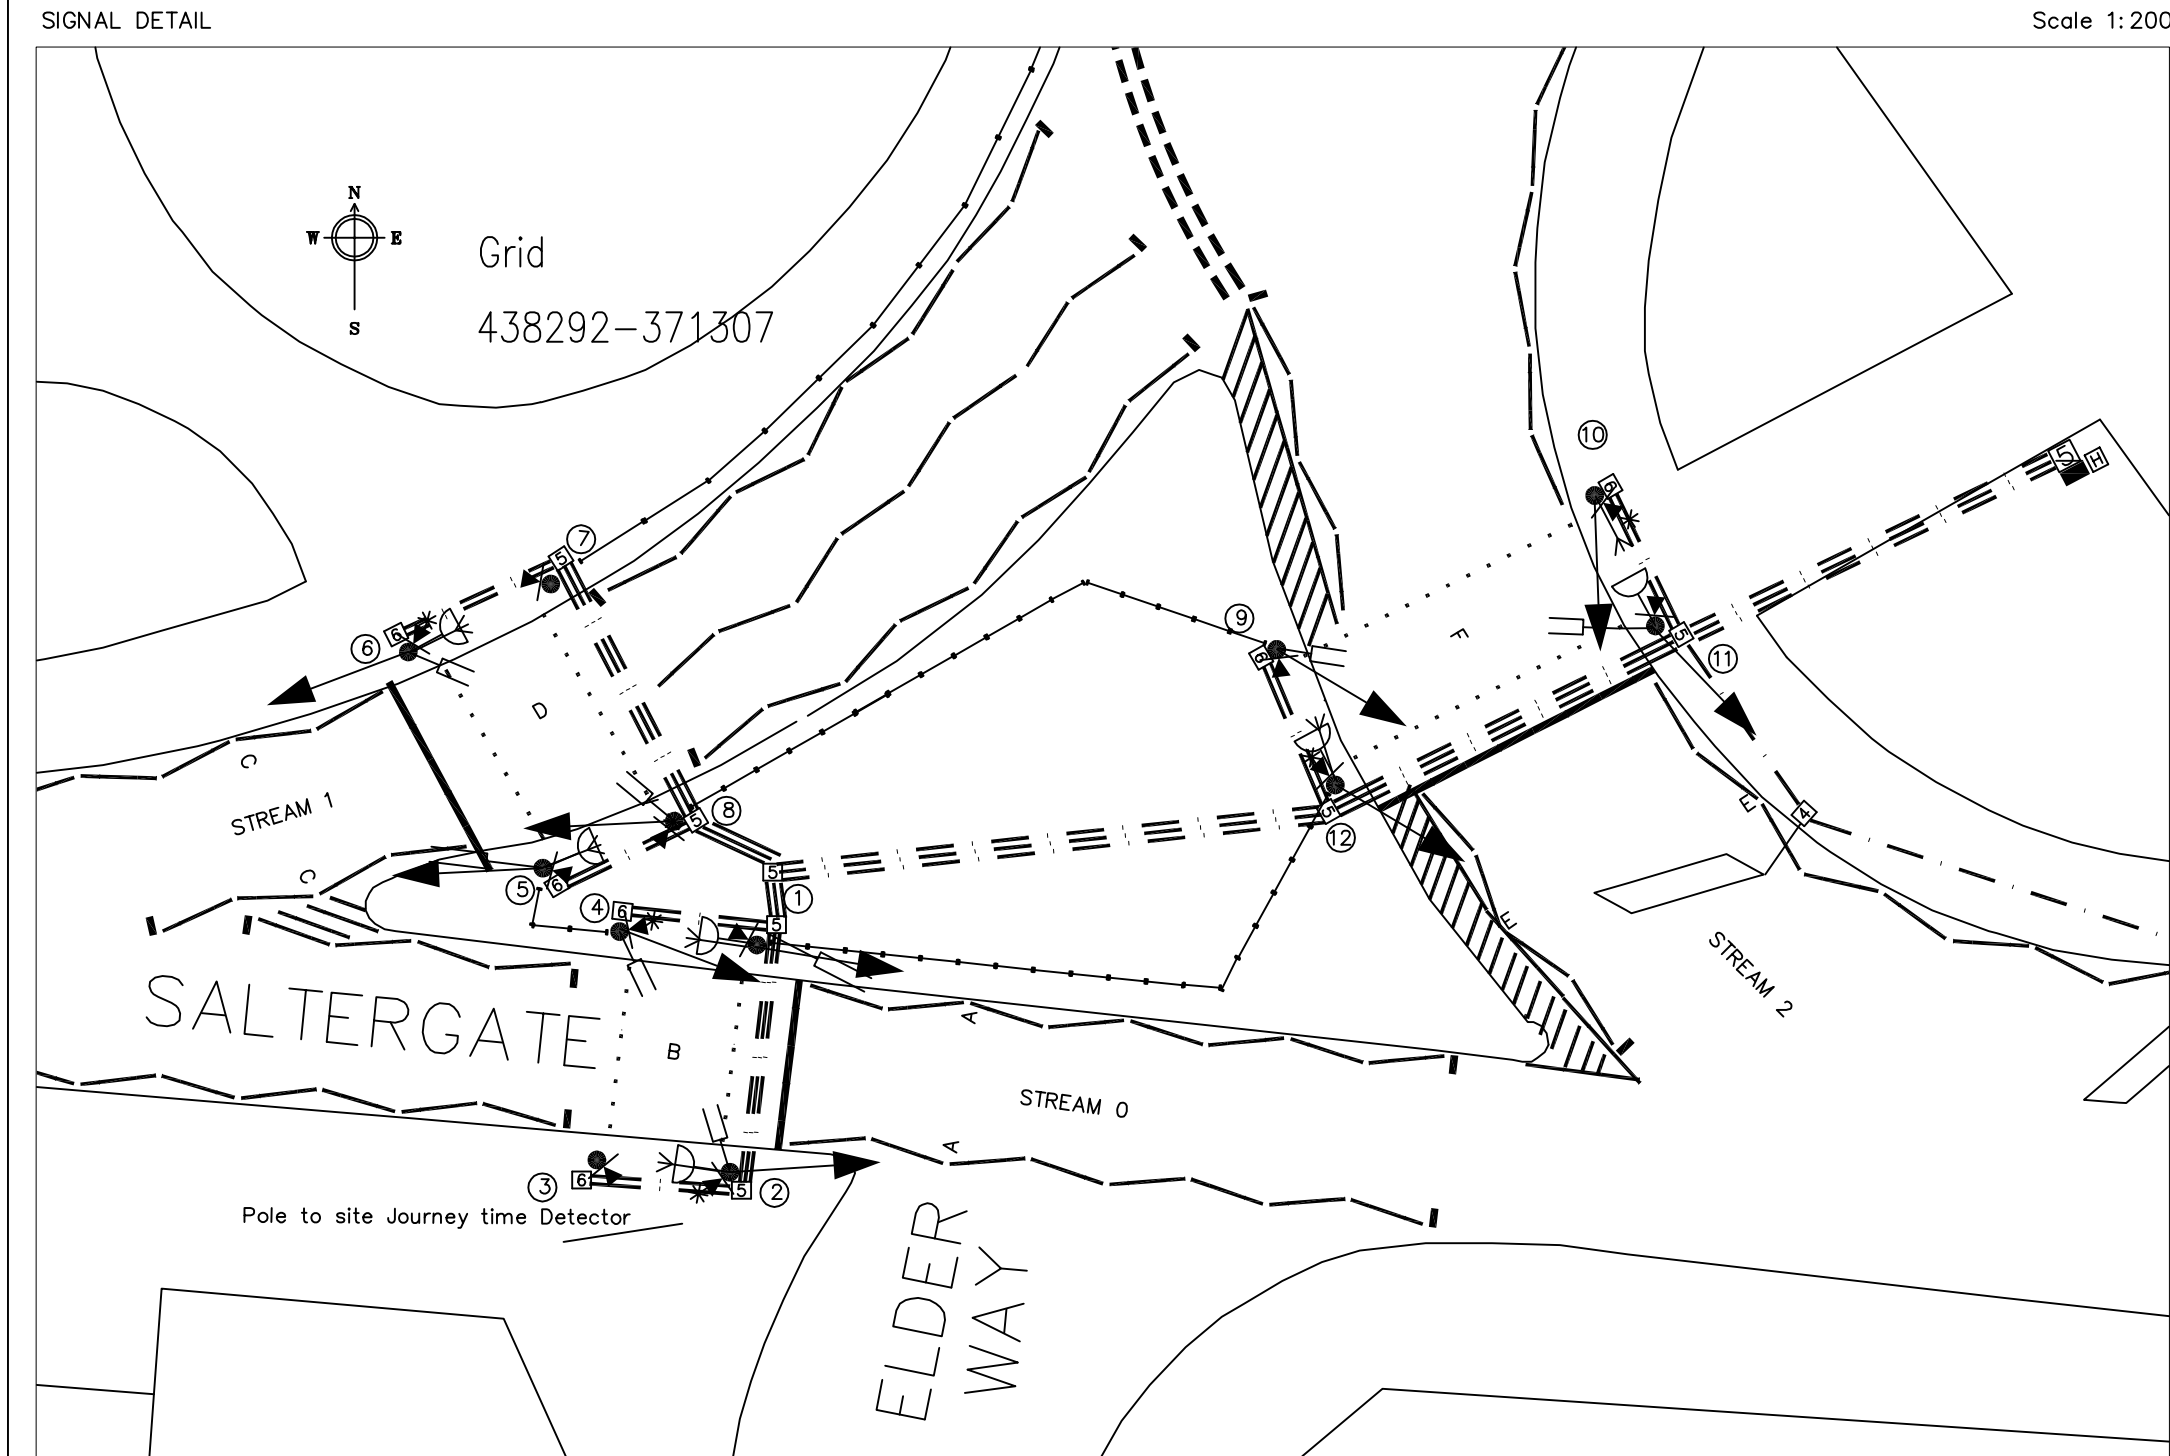 SIGNAL DETAIL
Scale 1:200
N
W E
S
Grid
438292-371307
10
5
H
7
5
6
6
6
9
6
5
11
F
D
C
STREAM 1
8
5
5
12
4
E
C
5
6
4
6
5
1
5
E
STREAM 2
SALTERGATE
A
B
STREAM 0
A
3
6
5
2
Pole to site Journey time Detector
ELDER
WAY